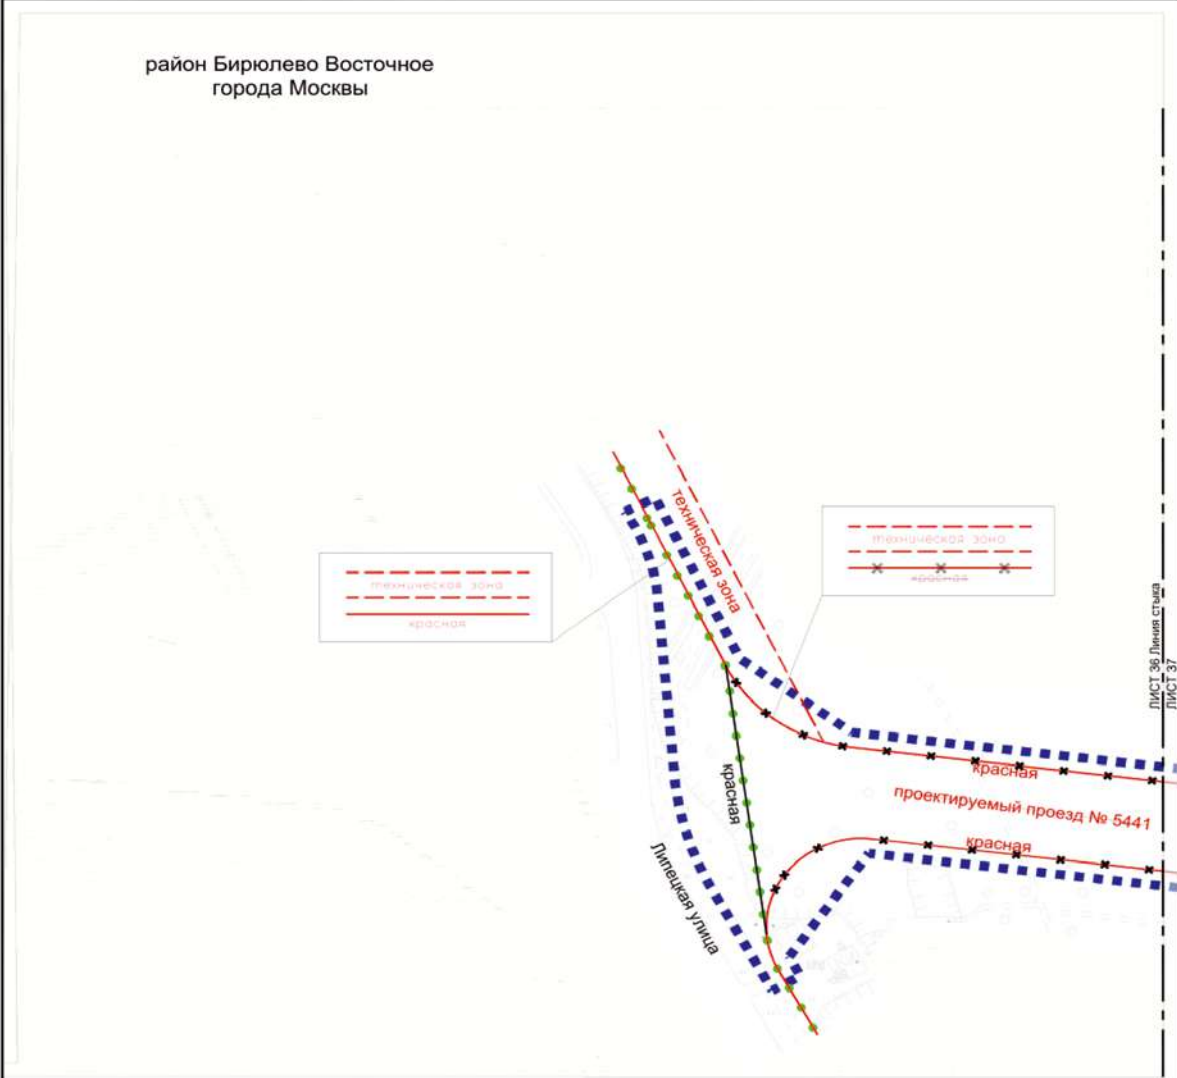 район Бирюлево Восточное
города Москвы
техническая зона
техническая зона
красная
техническая зона
красная
ЛИСТ 36 Линия стыка
ЛИСТ 37
красная
красная
проектируемый проезд № 5441
красная
Липецкая улица